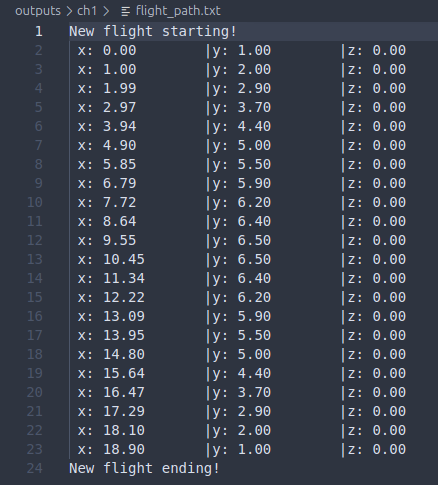 outputs > ch1 > flight_path.txt
1 New flight starting!
2 x: 0.00 |y: 1.00 |z: 0.00
3 x: 1.00 |y: 2.00 |z: 0.00
4 x: 1.99 |y: 2.90 |z: 0.00
5 x: 2.97 |y: 3.70 |z: 0.00
6 x: 3.94 |y: 4.40 |z: 0.00
7 x: 4.90 |y: 5.00 |z: 0.00
8 x: 5.85 |y: 5.50 |z: 0.00
9 x: 6.79 |y: 5.90 |z: 0.00
10 x: 7.72 |y: 6.20 |z: 0.00
11 x: 8.64 |y: 6.40 |z: 0.00
12 x: 9.55 |y: 6.50 |z: 0.00
13 x: 10.45 |y: 6.50 |z: 0.00
14 x: 11.34 |y: 6.40 |z: 0.00
15 x: 12.22 |y: 6.20 |z: 0.00
16 x: 13.09 |y: 5.90 |z: 0.00
17 x: 13.95 |y: 5.50 |z: 0.00
18 x: 14.80 |y: 5.00 |z: 0.00
19 x: 15.64 |y: 4.40 |z: 0.00
20 x: 16.47 |y: 3.70 |z: 0.00
21 x: 17.29 |y: 2.90 |z: 0.00
22 x: 18.10 |y: 2.00 |z: 0.00
23 x: 18.90 |y: 1.00 |z: 0.00
24 New flight ending!